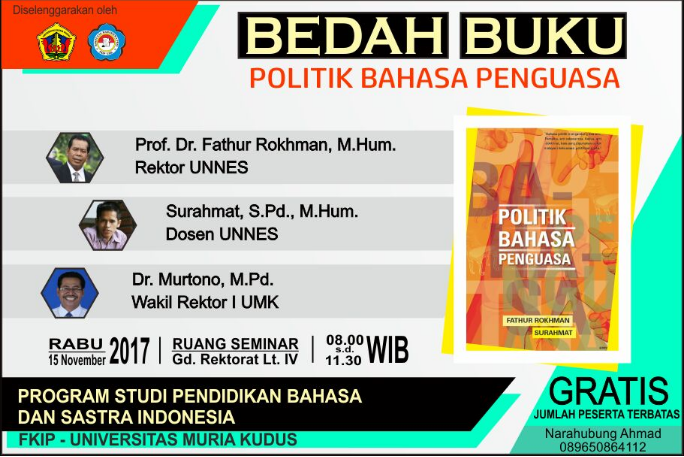 Diselenggarakan oleh
BEDAH BUKU
POLITIK BAHASA PENGUASA
Prof. Dr. Fathur Rokhman, M.Hum.
Rektor UNNES
Surahmat, S.Pd., M.Hum.
Dosen UNNES
Dr. Murtono, M.Pd.
Wakil Rektor I UMK
POLITIK
BAHASA
PENGUASA
FATHUR ROKHMAN
SURAHMAT
RABU
15 November 2017
RUANG SEMINAR
Gd. Rektorat Lt. IV
08.00
s.d.
11.30
WIB
PROGRAM STUDI PENDIDIKAN BAHASA
DAN SASTRA INDONESIA
FKIP - UNIVERSITAS MURIA KUDUS
GRATIS
JUMLAH PESERTA TERBATAS
Narahubung Ahmad
089650864112